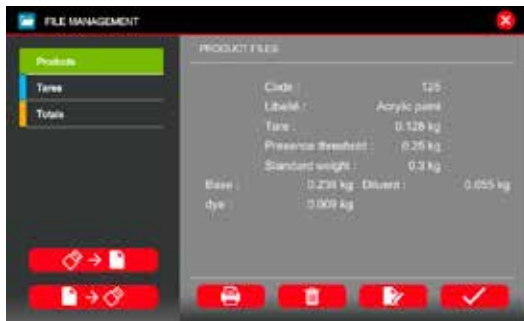 FILE MANAGEMENT
Products
Tares
Totals
PRODUCT FILES
Code : 125
Libellé : Acrylic paint
Tare : 0.128 kg
Presence threshold : 0.25 kg
Standard weight : 0.3 kg
Base : 0.236 kg Diluent : 0.055 kg
dye : 0.009 kg